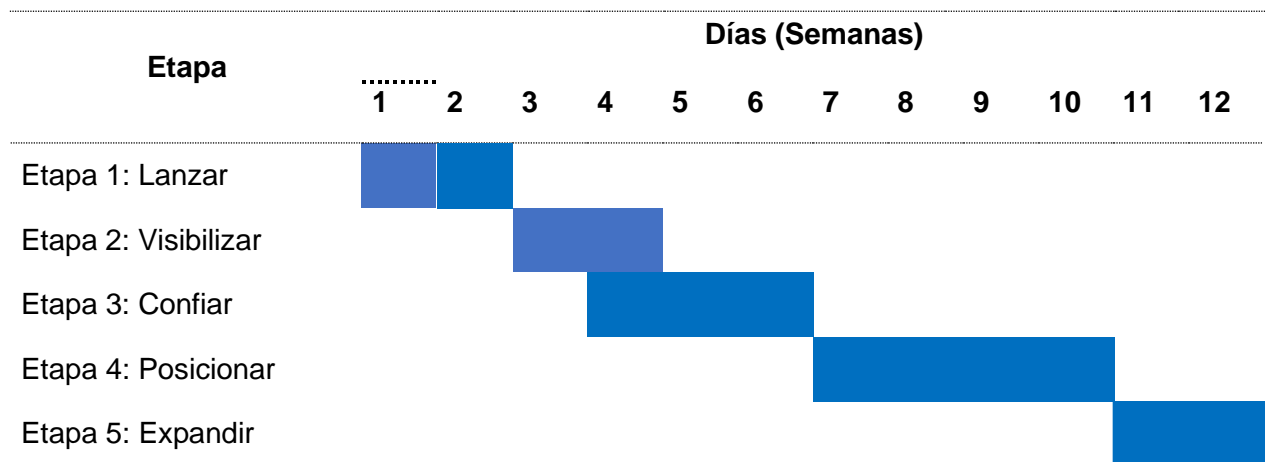 Días (Semanas)
Etapa
1 2 3 4 5 6 7 8 9 10 11 12
Etapa 1: Lanzar
Etapa 2: Visibilizar
Etapa 3: Confiar
Etapa 4: Posicionar
Etapa 5: Expandir